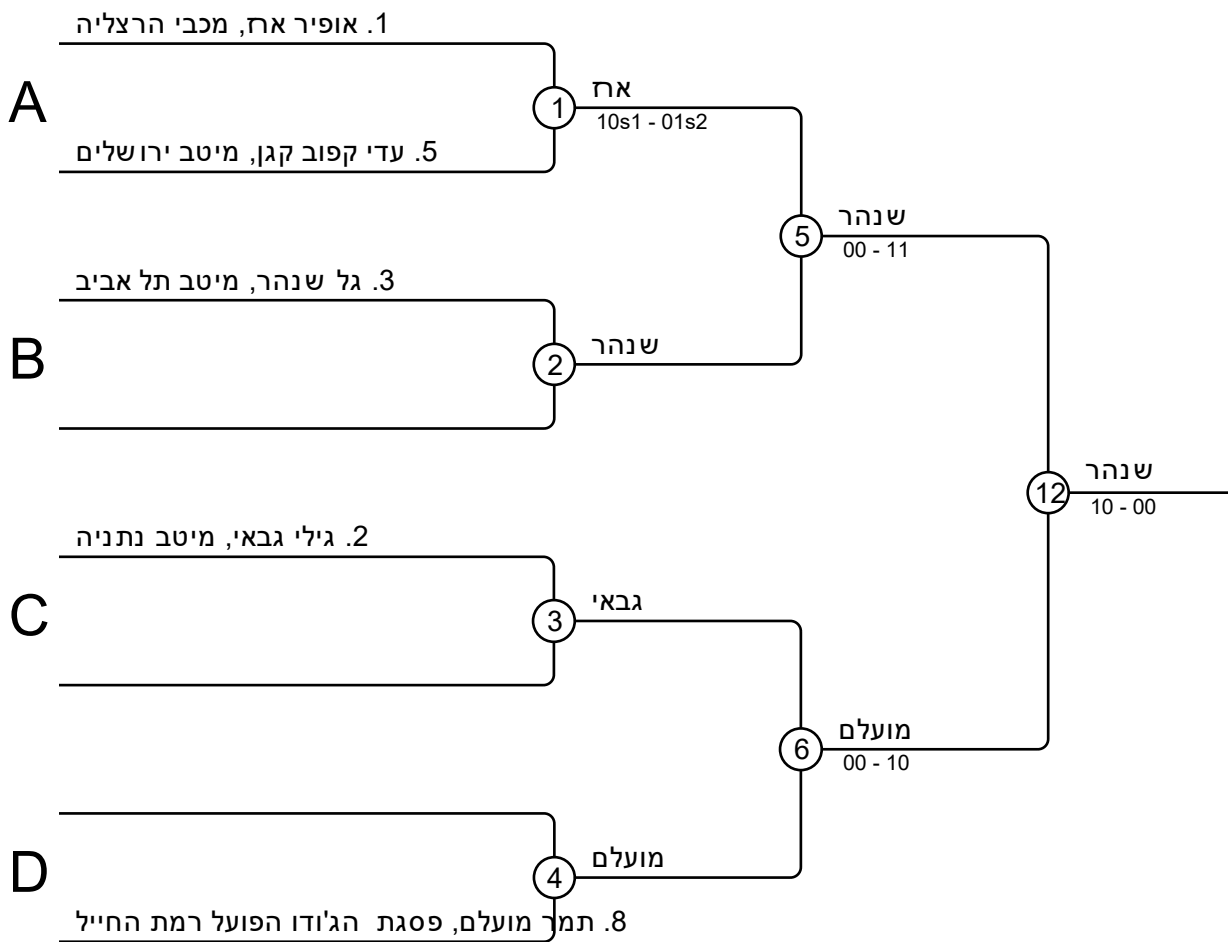 1. אופיר ארז, מכבי הרצליה
A
1
ארז
10s1 - 01s2
5. עדי קפוב קגן, מיטב ירושלים
5
שנהר
00 - 11
3. גל שנהר, מיטב תל אביב
B
2
שנהר
12
שנהר
10 - 00
2. גילי גבאי, מיטב נתניה
C
3
גבאי
6
מועלם
00 - 10
D
4
מועלם
8. תמר מועלם, פסגת הג'ודו הפועל רמת החייל